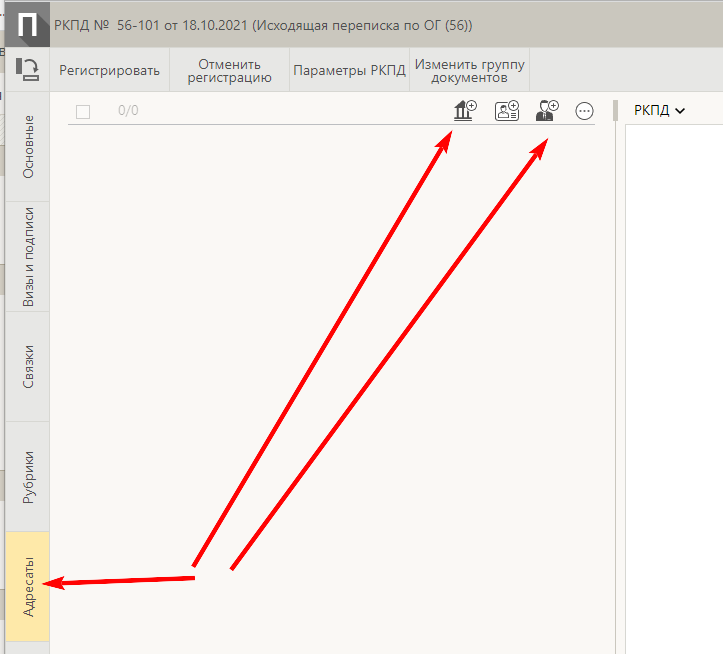 П
РКПД № 56-101 от 18.10.2021 (Исходящая переписка по ОГ (56))
Регистрировать
Отменить
регистрацию
Параметры РКПД
Изменить группу
документов
0/0
РКПД
Основные
Визы и подписи
Связки
Рубрики
Адресаты